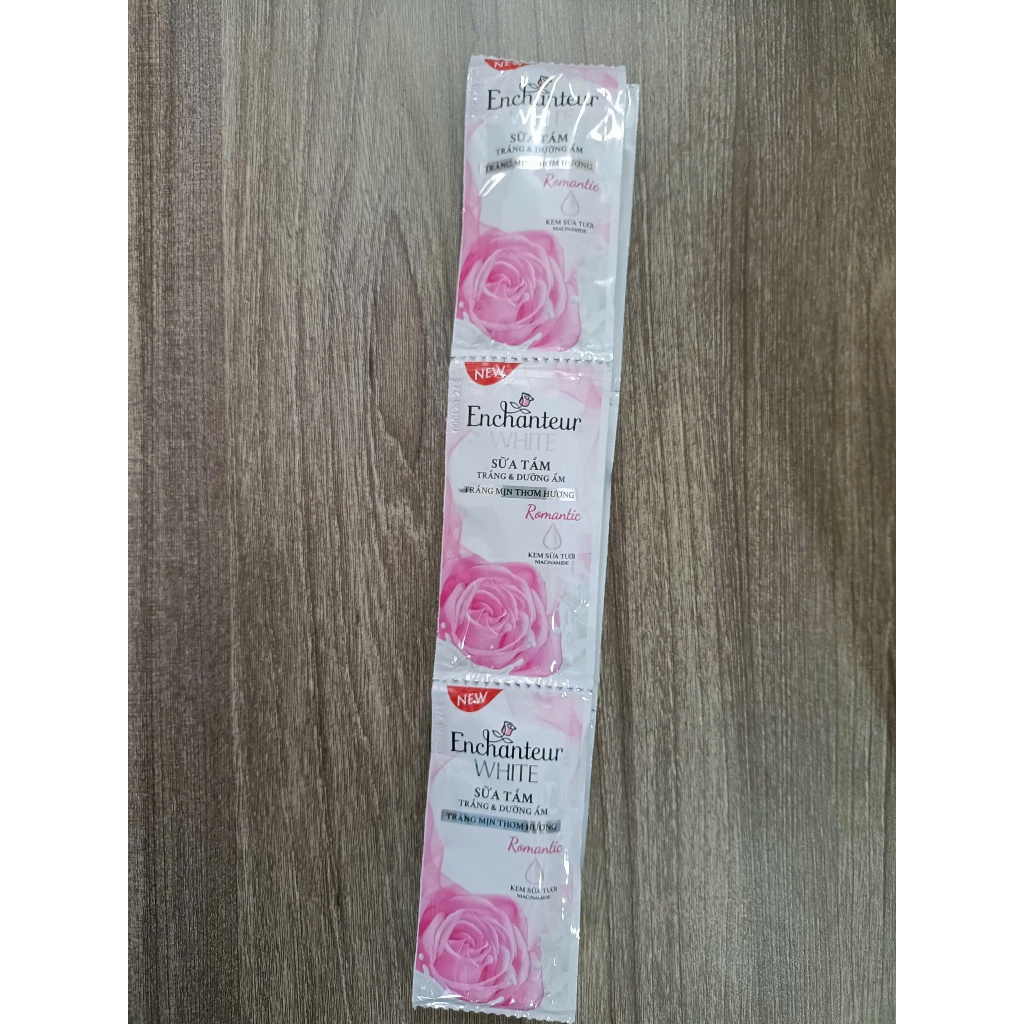 NEW
Enchanteur
WHITE
SỮA TẮM
TRẮNG & DƯỠNG ẨM
TRẮNG MỊN THƠM HƯƠNG
Romantic
KEM SỮA TƯƠI
NIACINAMIDE
NEW
Enchanteur
WHITE
SỮA TẮM
TRẮNG & DƯỠNG ẨM
TRẮNG MỊN THƠM HƯƠNG
Romantic
KEM SỮA TƯƠI
NIACINAMIDE
NEW
Enchanteur
WHITE
SỮA TẮM
TRẮNG & DƯỠNG ẨM
TRẮNG MỊN THƠM HƯƠNG
Romantic
KEM SỮA TƯƠI
NIACINAMIDE